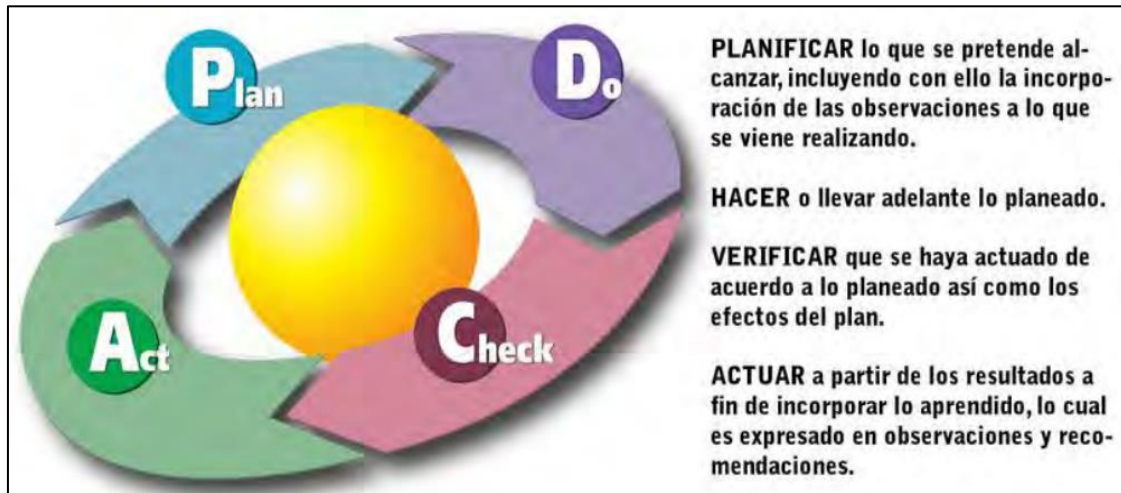 Plan
Do
Act
Check
PLANIFICAR lo que se pretende al-
canzar, incluyendo con ello la incorpo-
ración de las observaciones a lo que
se viene realizando.
HACER o llevar adelante lo planeado.
VERIFICAR que se haya actuado de
acuerdo a lo planeado así como los
efectos del plan.
ACTUAR a partir de los resultados a
fin de incorporar lo aprendido, lo cual
es expresado en observaciones y reco-
mendaciones.